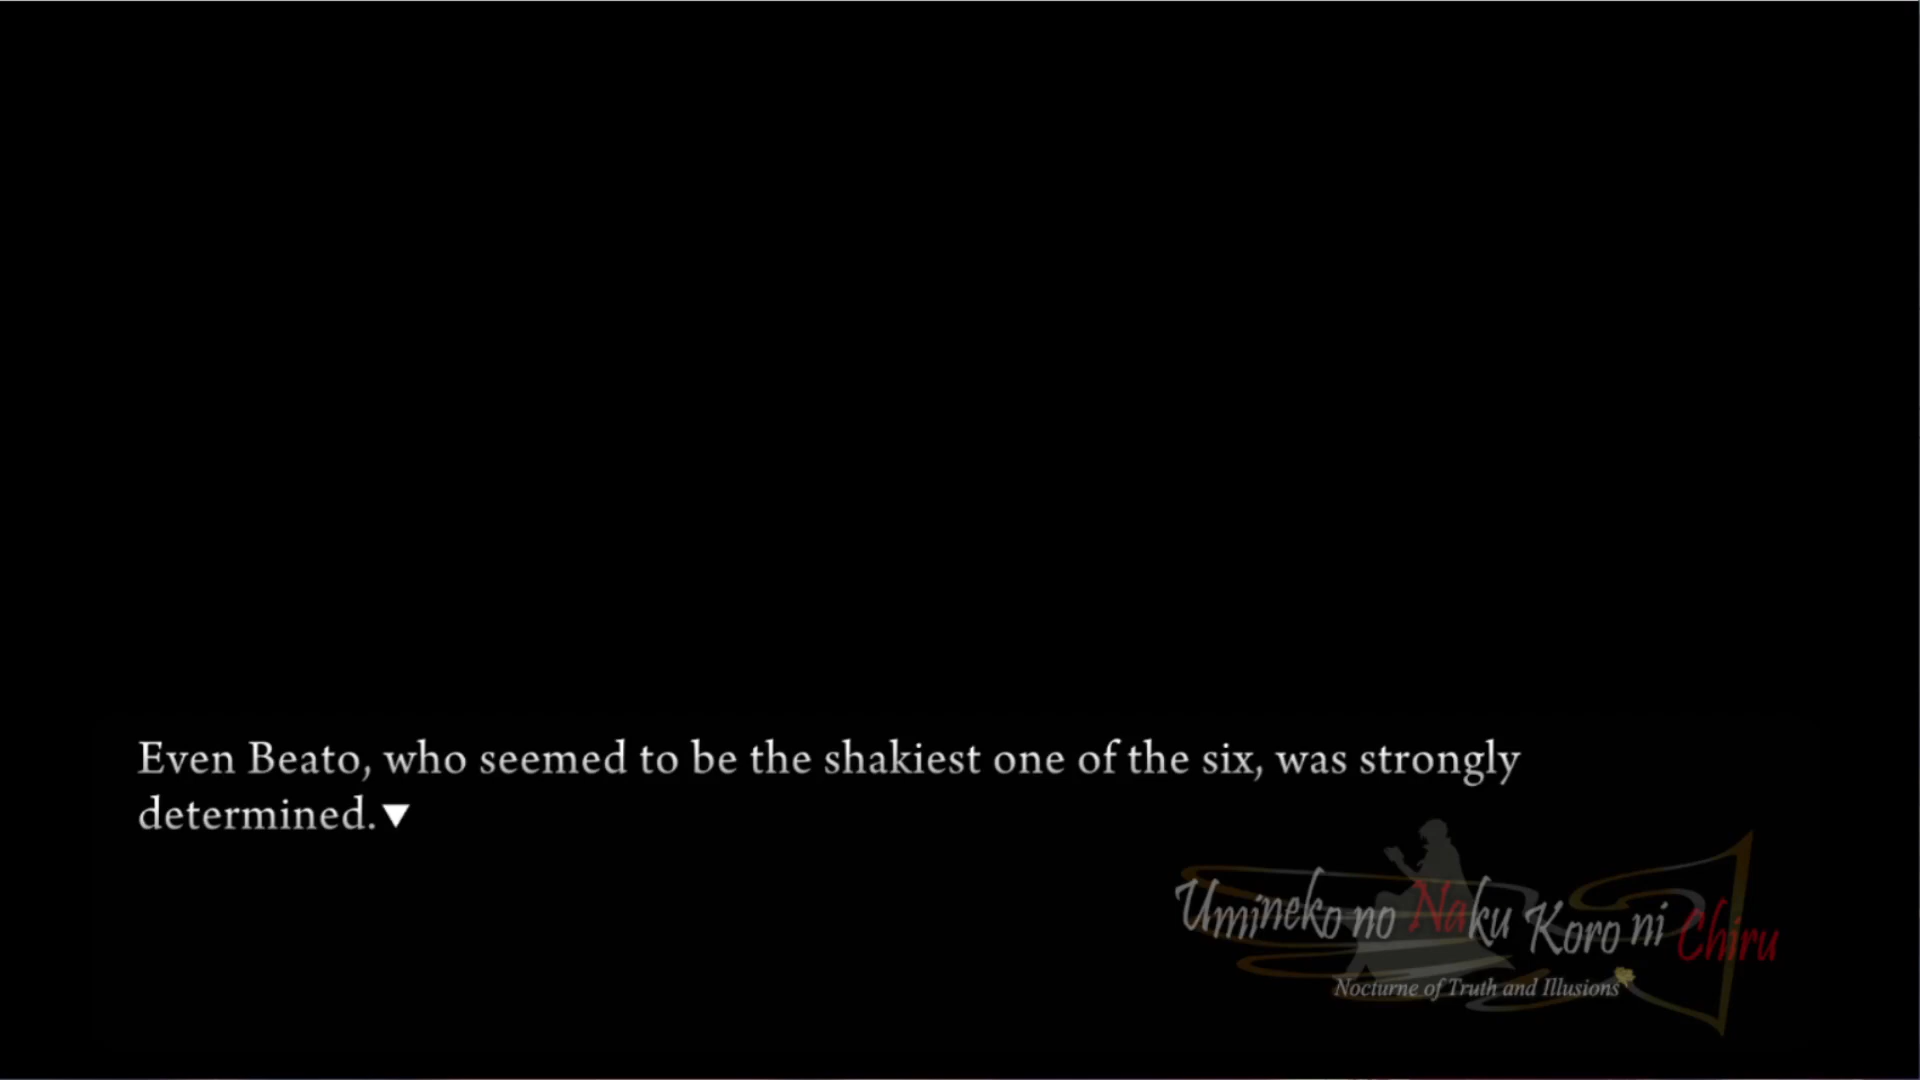 Even Beato, who seemed to be the shakiest one of the six, was strongly
determined.
Umineko no Naku Koro ni Chiru
Nocturne of Truth and Illusions